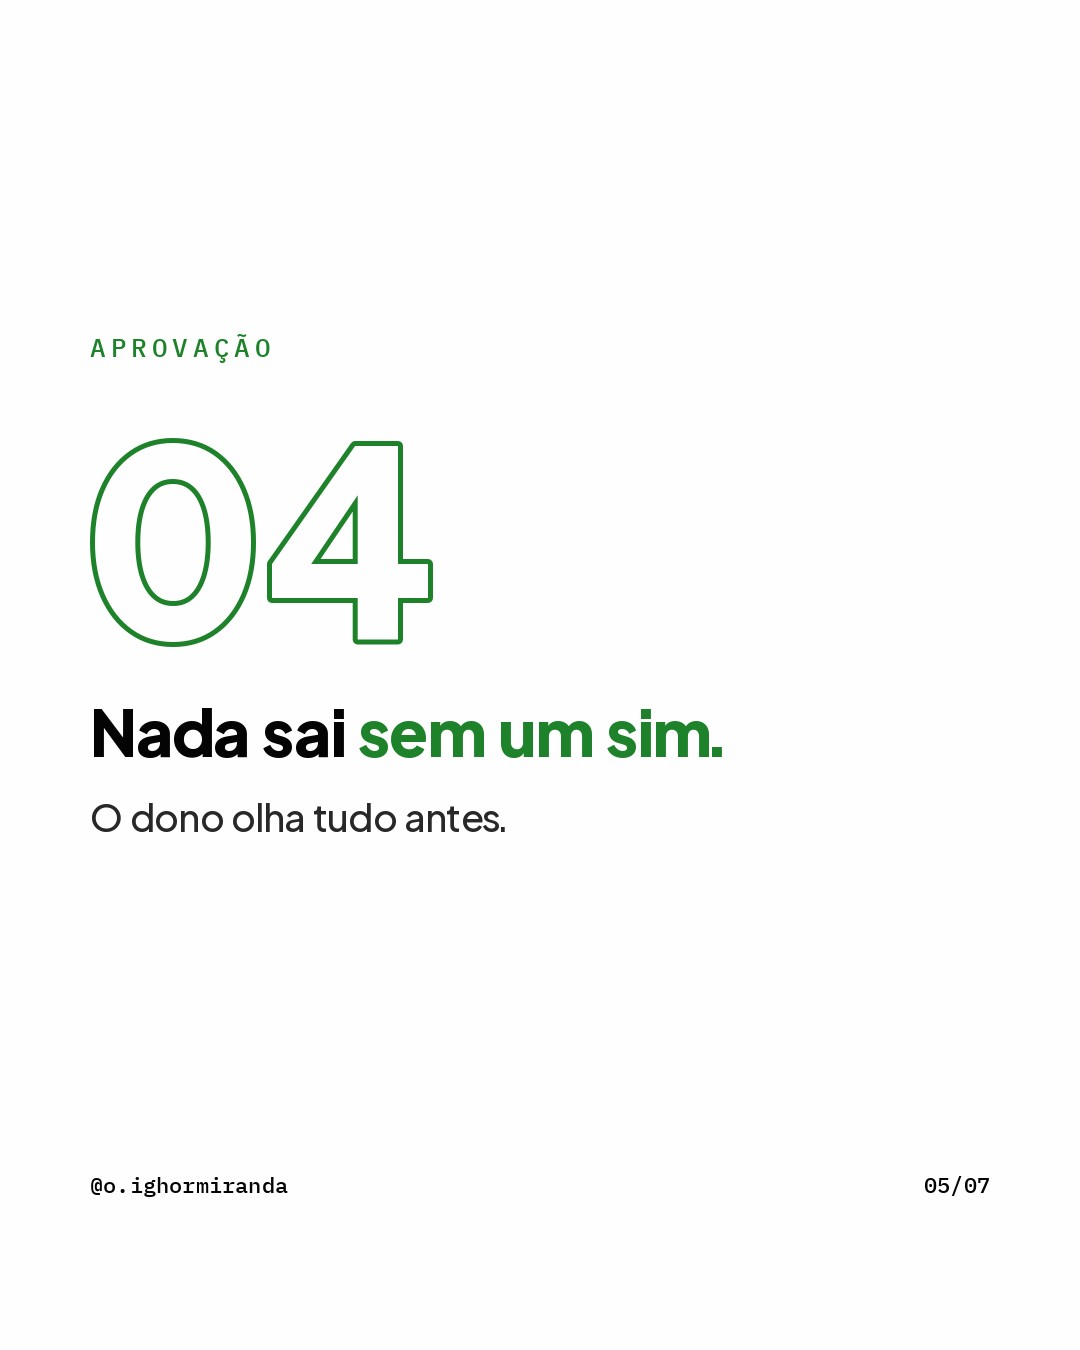 APROVAÇÃO
04
Nada sai sem um sim.
O dono olha tudo antes.
@o.ighormiranda
05/07